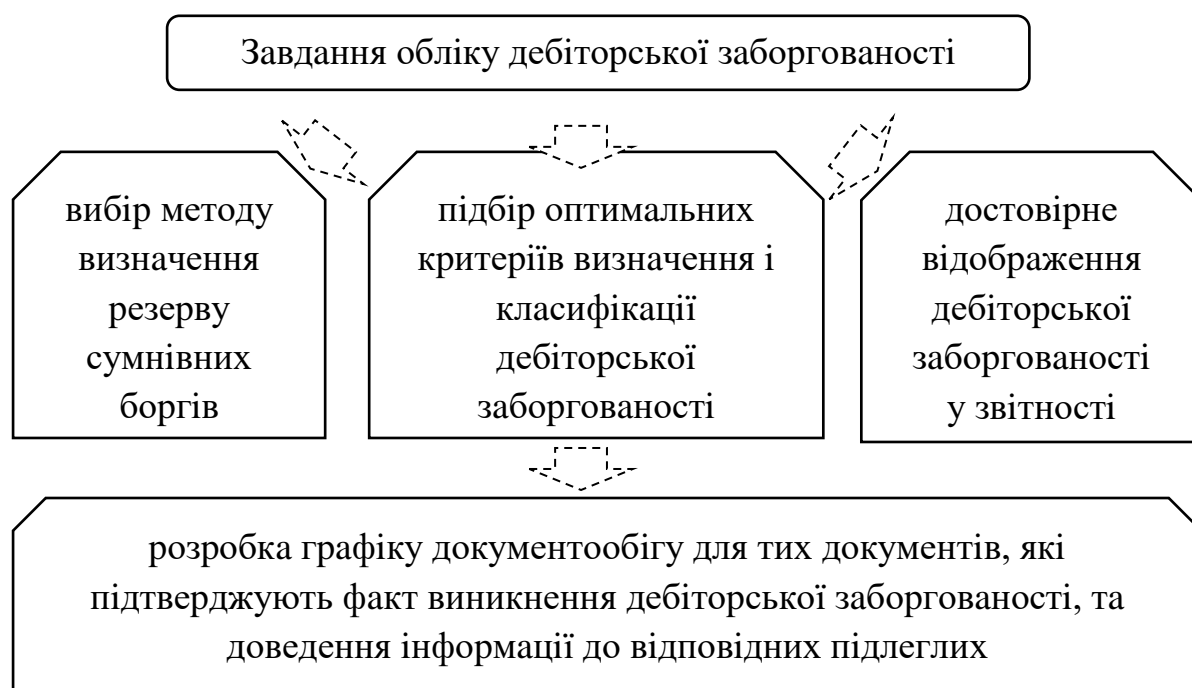 Завдання обліку дебіторської заборгованості
вибір методу
визначення
резерву
сумнівних
боргів
підбір оптимальних
критеріїв визначення і
класифікації
дебіторської
заборгованості
достовірне
відображення
дебіторської
заборгованості
у звітності
розробка графіку документообігу для тих документів, які
підтверджують факт виникнення дебіторської заборгованості, та
доведення інформації до відповідних підлеглих